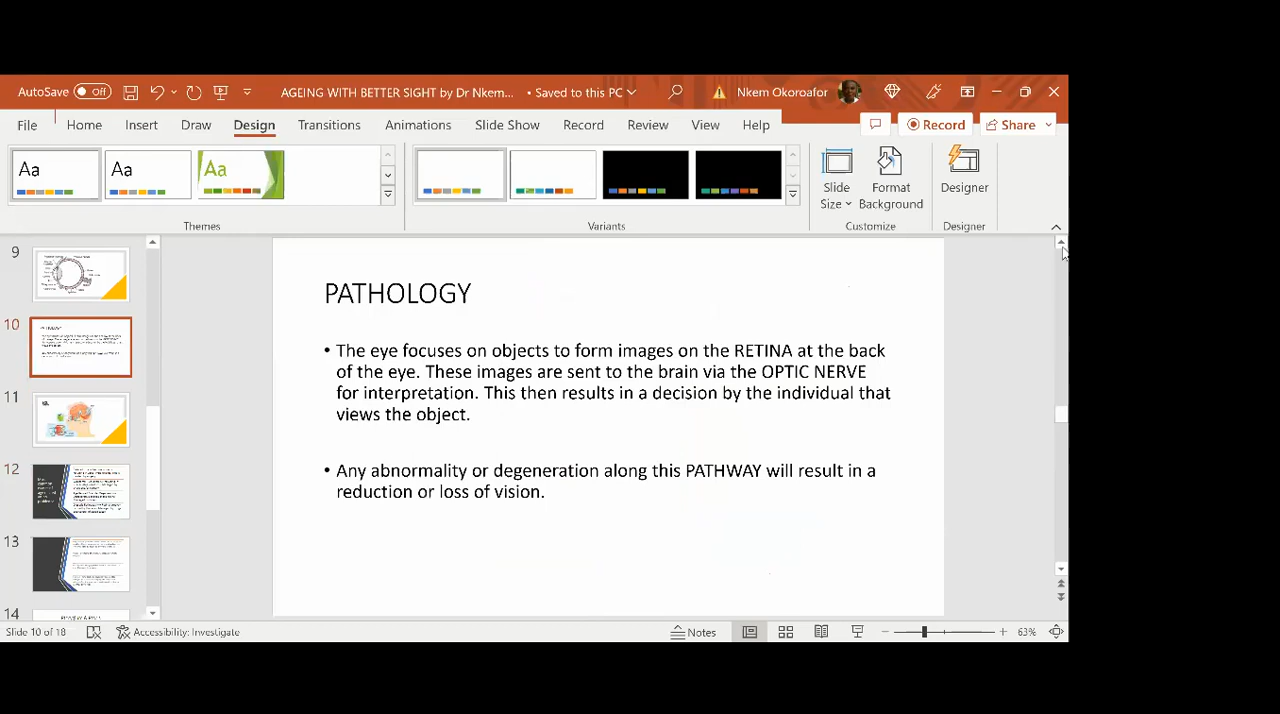 AutoSave Off AGEING WITH BETTER SIGHT by Dr Nkem... • Saved to this PC Nkem Okoroafor
File Home Insert Draw Design Transitions Animations Slide Show Record Review View Help Record Share
Aa Aa Aa
Slide Size
Format Background
Designer
Themes Variants Customize Designer
9
10
11
12
13
14
PATHOLOGY
• The eye focuses on objects to form images on the RETINA at the back
of the eye. These images are sent to the brain via the OPTIC NERVE
for interpretation. This then results in a decision by the individual that
views the object.
• Any abnormality or degeneration along this PATHWAY will result in a
reduction or loss of vision.
Slide 10 of 18 Accessibility: Investigate Notes 63%